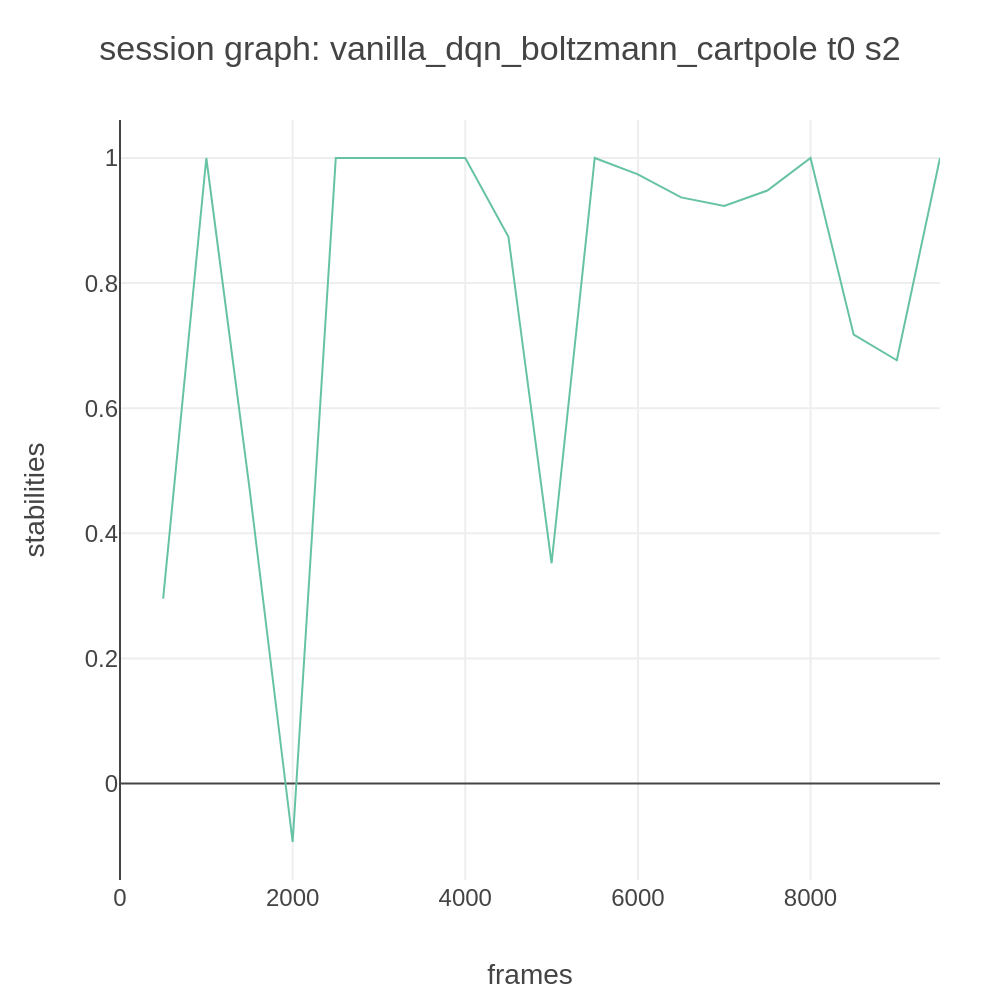 session graph: vanilla_dqn_boltzmann_cartpole t0 s2
1
0.8
0.6
0.4
0.2
0
stabilities
0 2000 4000 6000 8000
frames